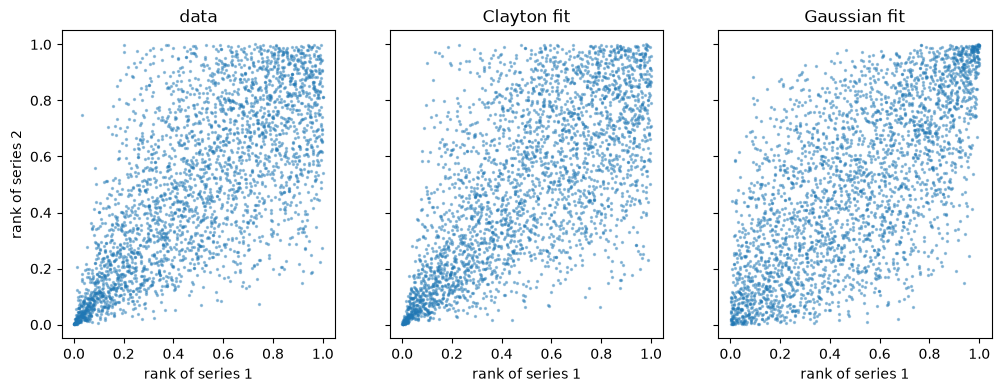 data
Clayton fit
Gaussian fit
rank of series 2
1.0
0.8
0.6
0.4
0.2
0.0
0.0 0.2 0.4 0.6 0.8 1.0
0.0 0.2 0.4 0.6 0.8 1.0
0.0 0.2 0.4 0.6 0.8 1.0
rank of series 1
rank of series 1
rank of series 1